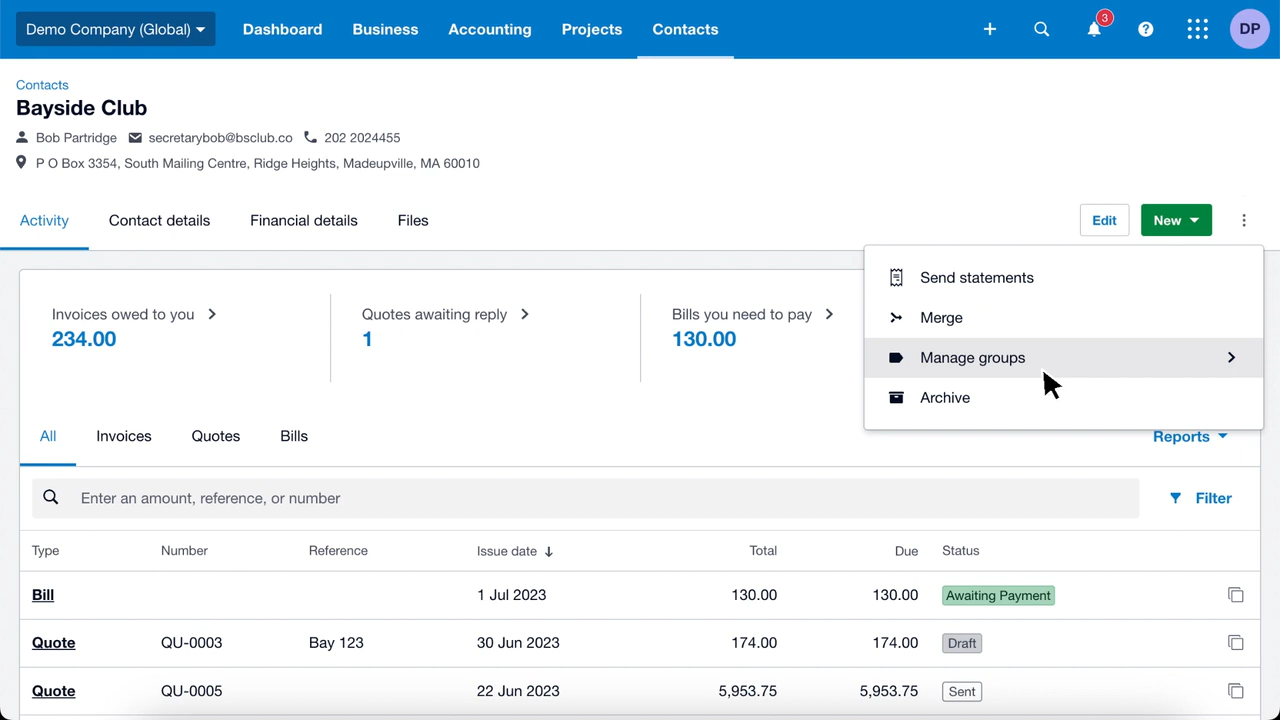 Demo Company (Global) Dashboard Business Accounting Projects Contacts 3 DP
Contacts
Bayside Club
Bob Partridge secretarybob@bsclub.co 202 2024455
P O Box 3354, South Mailing Centre, Ridge Heights, Madeupville, MA 60010
Activity Contact details Financial details Files Edit New
Send statements
Merge
Manage groups
Archive
Invoices owed to you Quotes awaiting reply Bills you need to pay
234.00 1 130.00
All Invoices Quotes Bills Reports
Enter an amount, reference, or number Filter
Type Number Reference Issue date Total Due Status
Bill 1 Jul 2023 130.00 130.00 Awaiting Payment
Quote QU-0003 Bay 123 30 Jun 2023 174.00 174.00 Draft
Quote QU-0005 22 Jun 2023 5,953.75 5,953.75 Sent